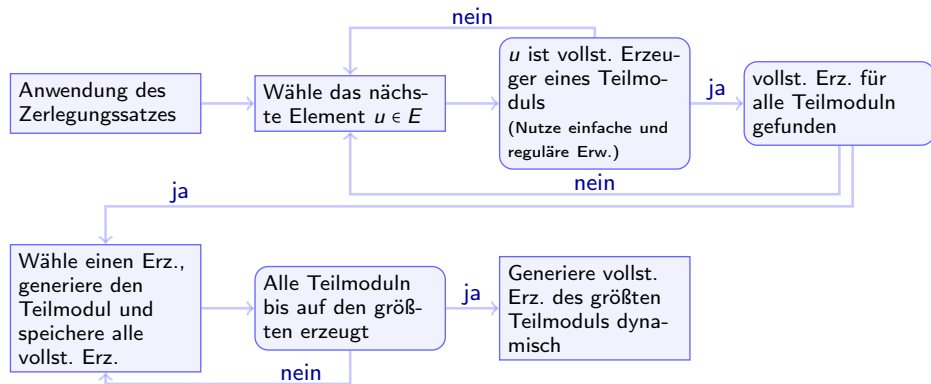 nein
Anwendung des
Zerlegungssatzes
Wähle das nächs-
te Element u ∈ E
u ist vollst. Erzeu-
ger eines Teilmo-
duls
(Nutze einfache und
reguläre Erw.)
ja
vollst. Erz. für
alle Teilmoduln
gefunden
nein
ja
Wähle einen Erz.,
generiere den
Teilmodul und
speichere alle
vollst. Erz.
Alle Teilmoduln
bis auf den größ-
ten erzeugt
ja
Generiere vollst.
Erz. des größten
Teilmoduls dyna-
misch
nein